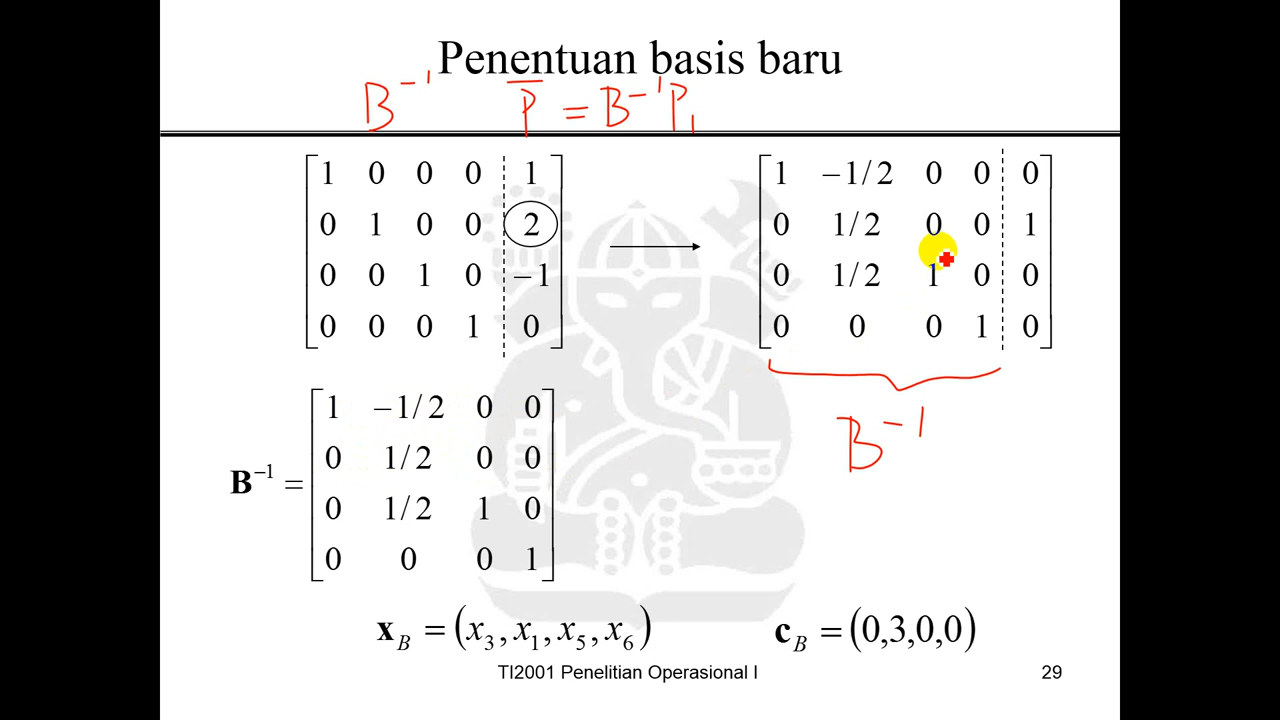 Penentuan basis baru
B⁻¹ P̅ = B⁻¹P₁
[1 0 0 0 ┊ 1] → [1 −1/2 0 0 ┊ 0]
[0 1 0 0 ┊ 2] [0 1/2 0 0 ┊ 1]
[0 0 1 0 ┊ −1] [0 1/2 1 0 ┊ 0]
[0 0 0 1 ┊ 0] [0 0 0 1 ┊ 0]
B⁻¹
B⁻¹ =
[1 −1/2 0 0]
[0 1/2 0 0]
[0 1/2 1 0]
[0 0 0 1]
x_B = (x₃, x₁, x₅, x₆) c_B = (0,3,0,0)
TI2001 Penelitian Operasional I 29